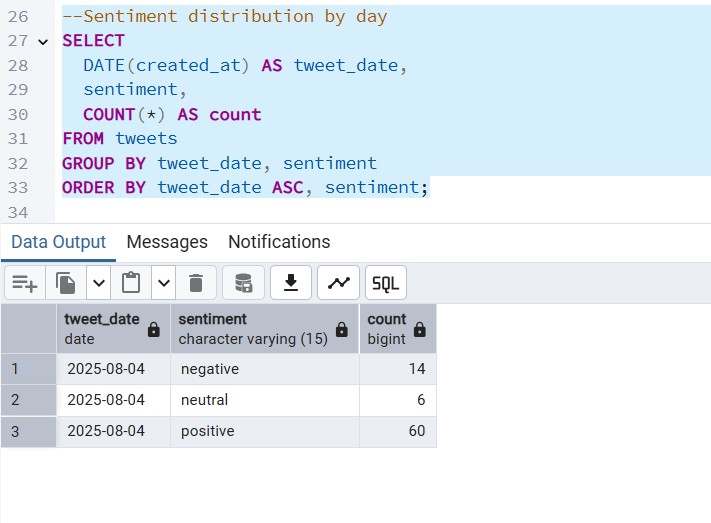 26 --Sentiment distribution by day
27 SELECT
28 DATE(created_at) AS tweet_date,
29 sentiment,
30 COUNT(*) AS count
31 FROM tweets
32 GROUP BY tweet_date, sentiment
33 ORDER BY tweet_date ASC, sentiment;
34
Data Output Messages Notifications
SQL
tweet_date sentiment count
date character varying (15) bigint
1 2025-08-04 negative 14
2 2025-08-04 neutral 6
3 2025-08-04 positive 60